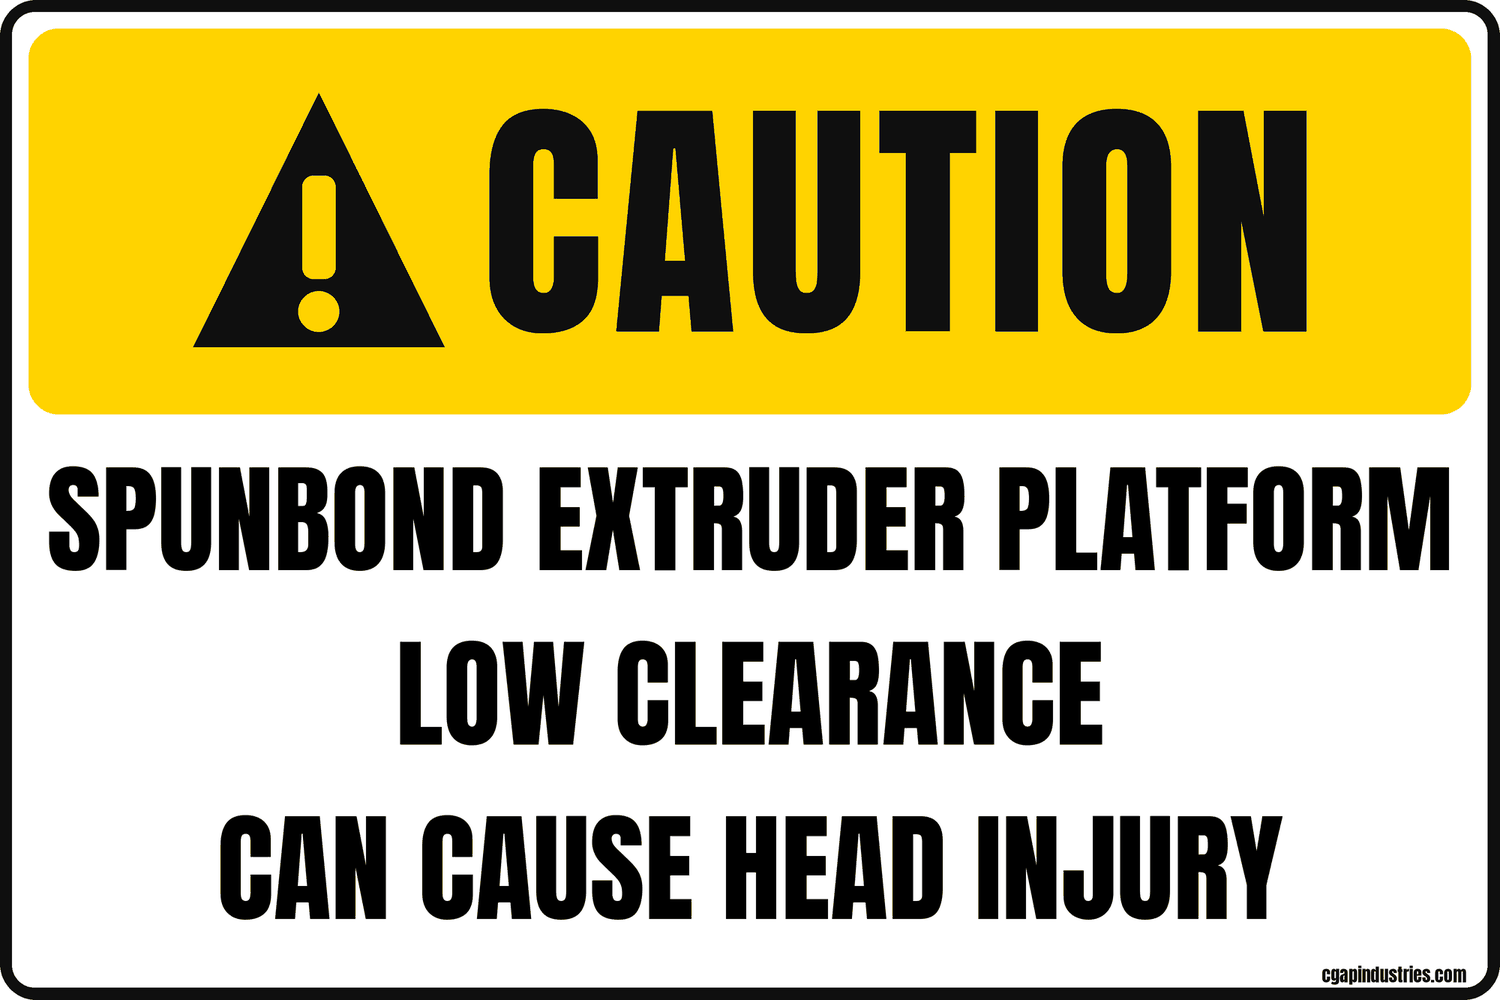 CAUTION
SPUNBOND EXTRUDER PLATFORM
LOW CLEARANCE
CAN CAUSE HEAD INJURY
cgapindustries.com